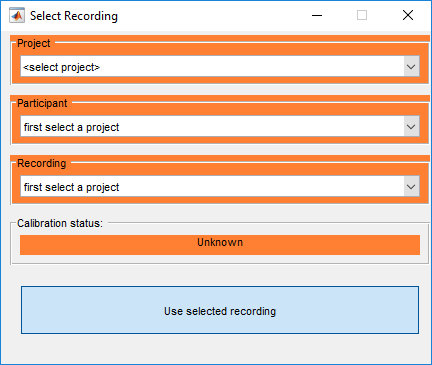 Select Recording
Project
<select project>
Participant
first select a project
Recording
first select a project
Calibration status:
Unknown
Use selected recording